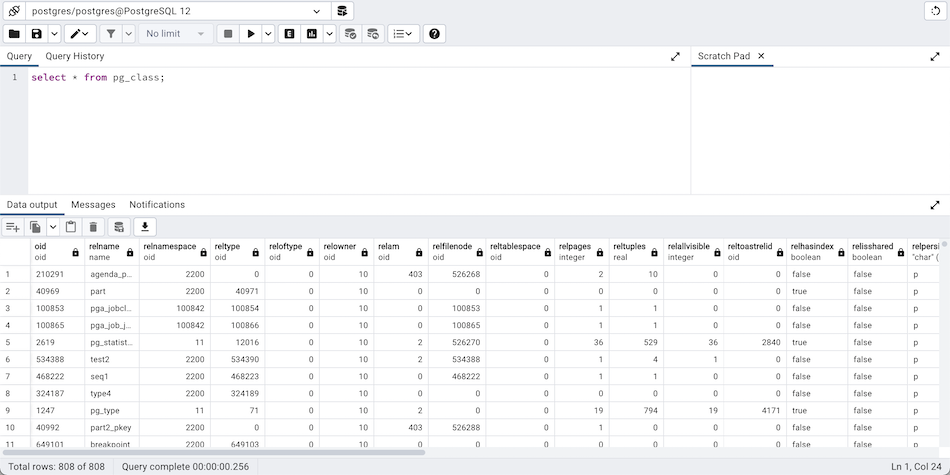 postgres/postgres@PostgreSQL 12
No limit
Query Query History Scratch Pad
1 select * from pg_class;
Data output Messages Notifications
oid relname relnamespace reltype reloftype relowner relam relfilenode reltablespace relpages reltuples relallvisible reltoastrelid relhasindex relisshared relpersi
oid name oid oid oid oid oid oid oid integer real integer oid boolean boolean "char" (
1 210291 agenda_p... 2200 0 0 10 403 526268 0 2 10 0 0 false false p
2 40969 part 2200 40971 0 10 0 0 0 0 0 0 0 true false p
3 100853 pga_jobcl... 100842 100854 0 10 0 100853 0 1 1 0 0 false false p
4 100865 pga_job_j... 100842 100866 0 10 0 100865 0 1 1 0 0 false false p
5 2619 pg_statist... 11 12016 0 10 2 526270 0 36 529 36 2840 true false p
6 534388 test2 2200 534390 0 10 2 534388 0 1 4 1 0 false false p
7 468222 seq1 2200 468223 0 10 0 468222 0 1 1 0 0 false false p
8 324187 type4 2200 324189 0 10 0 0 0 0 0 0 0 false false p
9 1247 pg_type 11 71 0 10 2 0 0 19 794 19 4171 true false p
10 40992 part2_pkey 2200 0 0 10 403 526288 0 1 0 0 0 false false p
11 649101 breakpoint 2200 649103 0 10 0 0 0 0 0 0 0 false false p
Total rows: 808 of 808 Query complete 00:00:00.256 Ln 1, Col 24